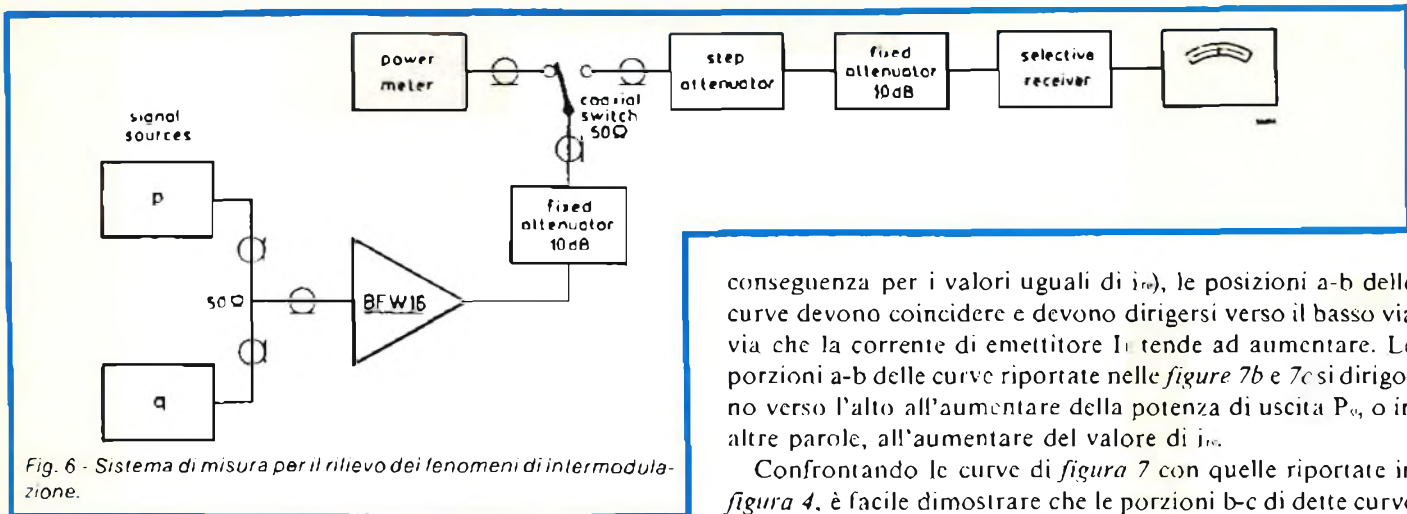 power
meter
step
attenuator
fixed
attenuator
10dB
selective
receiver
coaxial
switch
50Ω
signal
sources
p
fixed
attenuator
10dB
50Ω
BFW16
q
Fig. 6 - Sistema di misura per il rilievo dei fenomeni di intermodula-
zione.
conseguenza per i valori uguali di), le posizioni a-b delle
curve devono coincidere e devono dirigersi verso il basso via
via che la corrente di emettitore tende ad aumentare. Le
porzioni a-b delle curve riportate nelle figure 7b e 7c si dirigo-
no verso l'alto all'aumentare della potenza di uscita, o in
altre parole, all'aumentare del valore di
Confrontando le curve di figura 7 con quelle riportate in
figura 4, è facile dimostrare che le porzioni b-c di dette curve